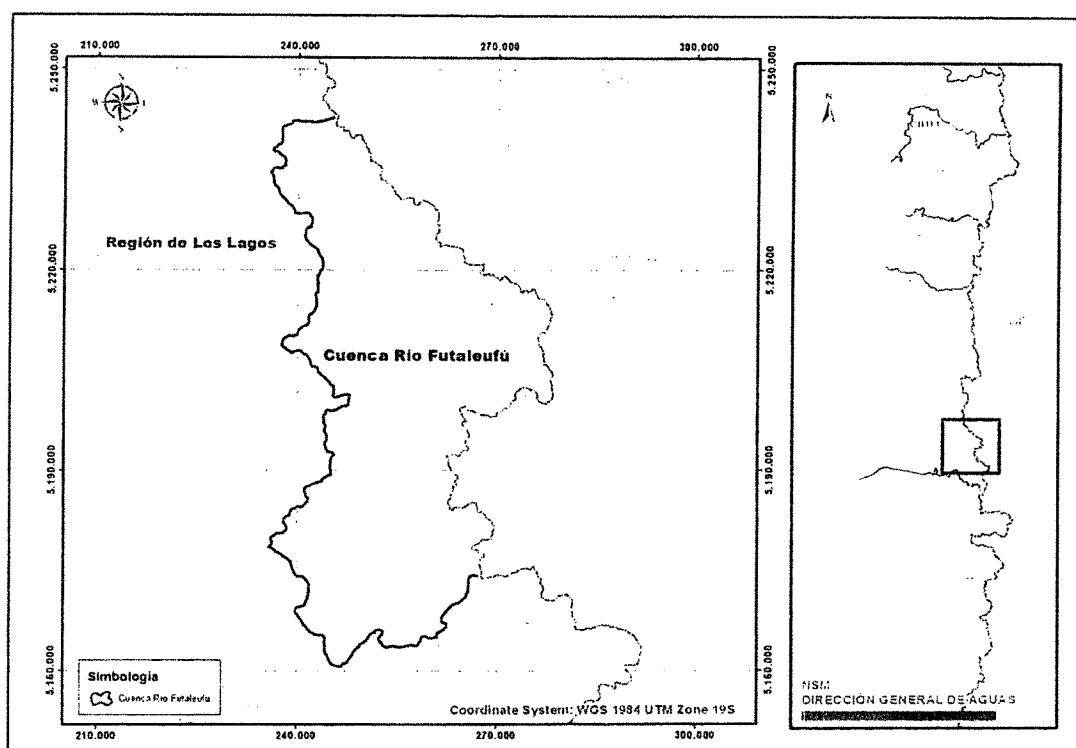 210.000 240.000 270.000 300.000
5.250.000 5.250.000
N
Región de Los Lagos
5.220.000 5.220.000
Cuenca Río Futaleufú
5.190.000 5.190.000
5.160.000 5.160.000
Simbología
Cuenca Río Futaleufú
Coordinate System: WGS 1984 UTM Zone 19S
210.000 240.000 270.000 300.000
N
NSM
DIRECCIÓN GENERAL DE AGUAS